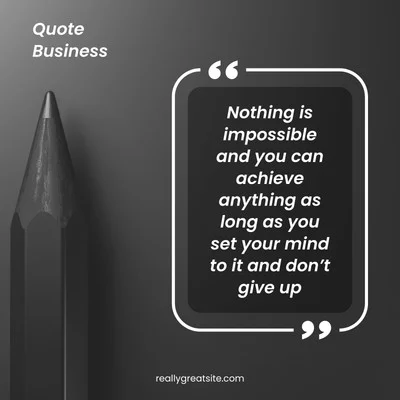 Quote
Business
“
Nothing is
impossible
and you can
achieve
anything as
long as you
set your mind
to it and don’t
give up
”
reallygreatsite.com